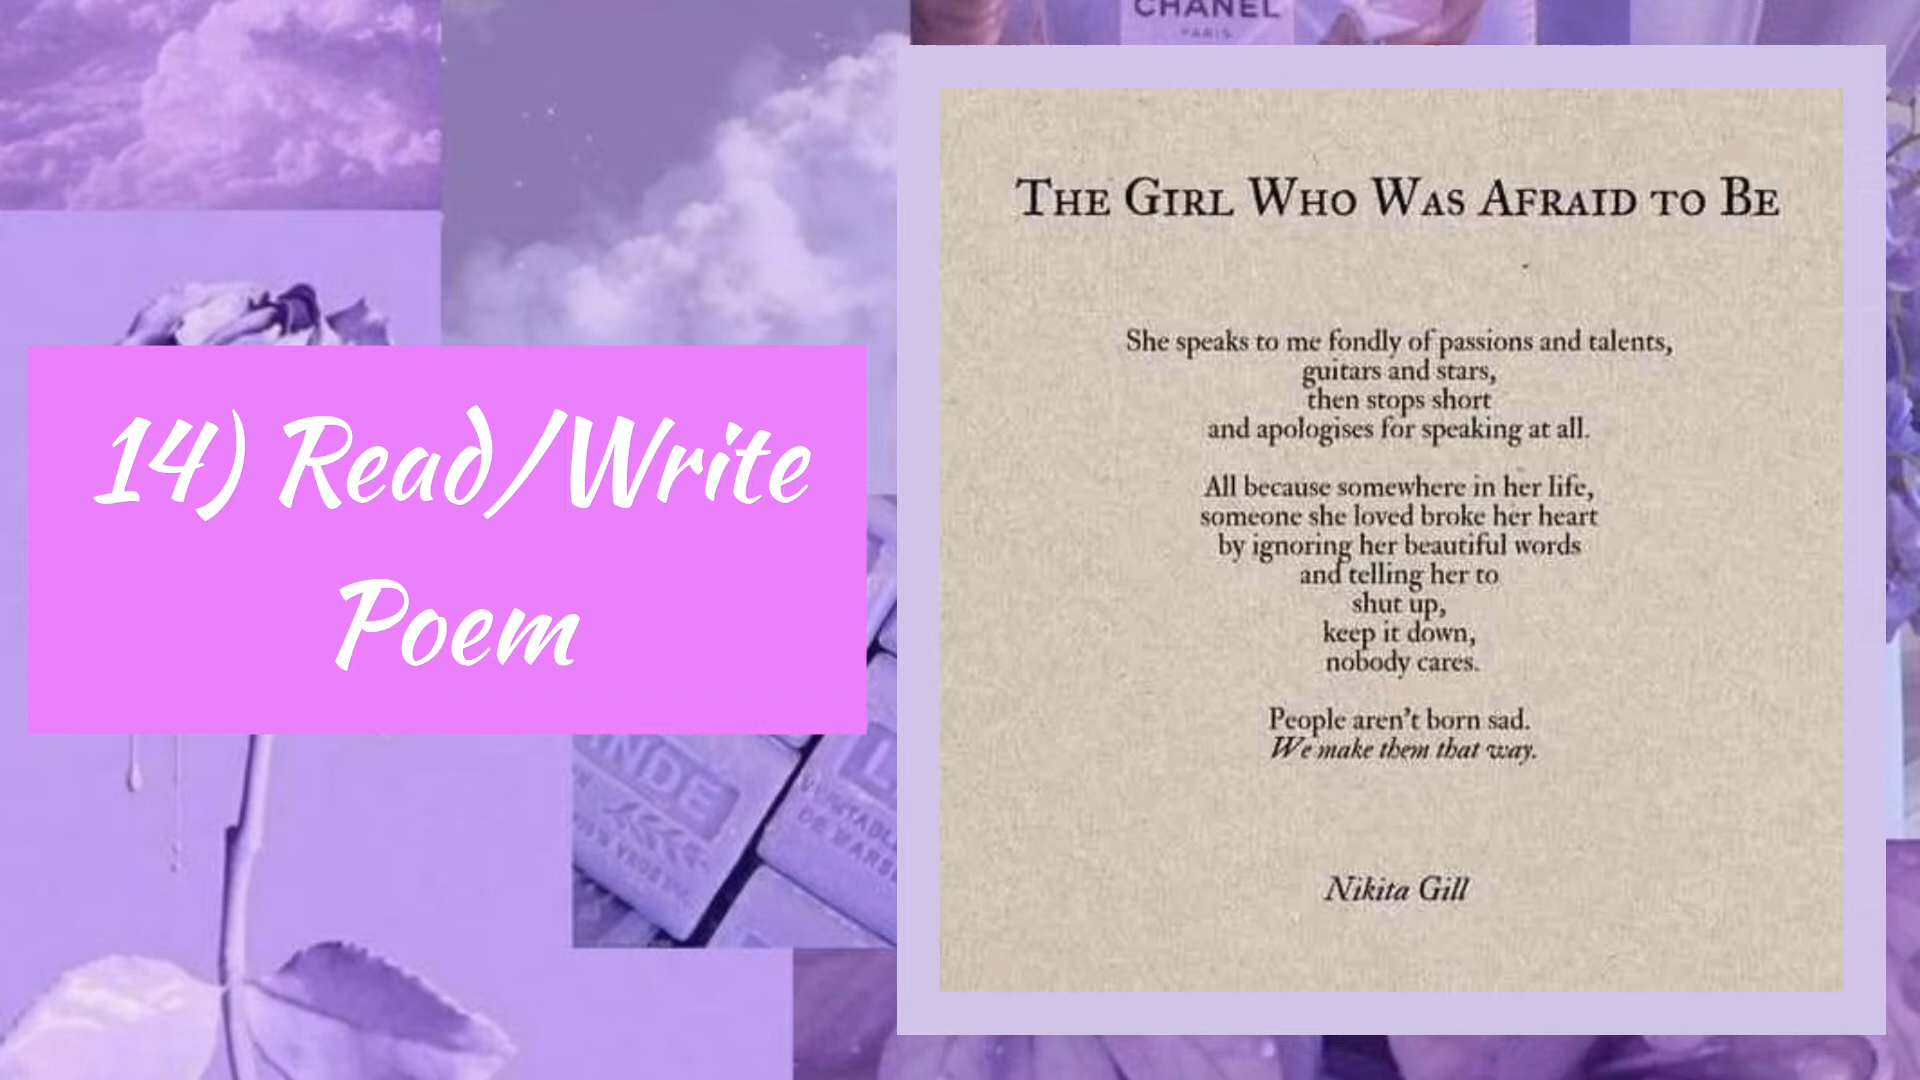 CHANEL
PARIS
14) Read/Write
Poem
THE GIRL WHO WAS AFRAID TO BE
She speaks to me fondly of passions and talents,
guitars and stars,
then stops short
and apologises for speaking at all.
All because somewhere in her life,
someone she loved broke her heart
by ignoring her beautiful words
and telling her to
shut up,
keep it down,
nobody cares.
People aren't born sad.
We make them that way.
Nikita Gill